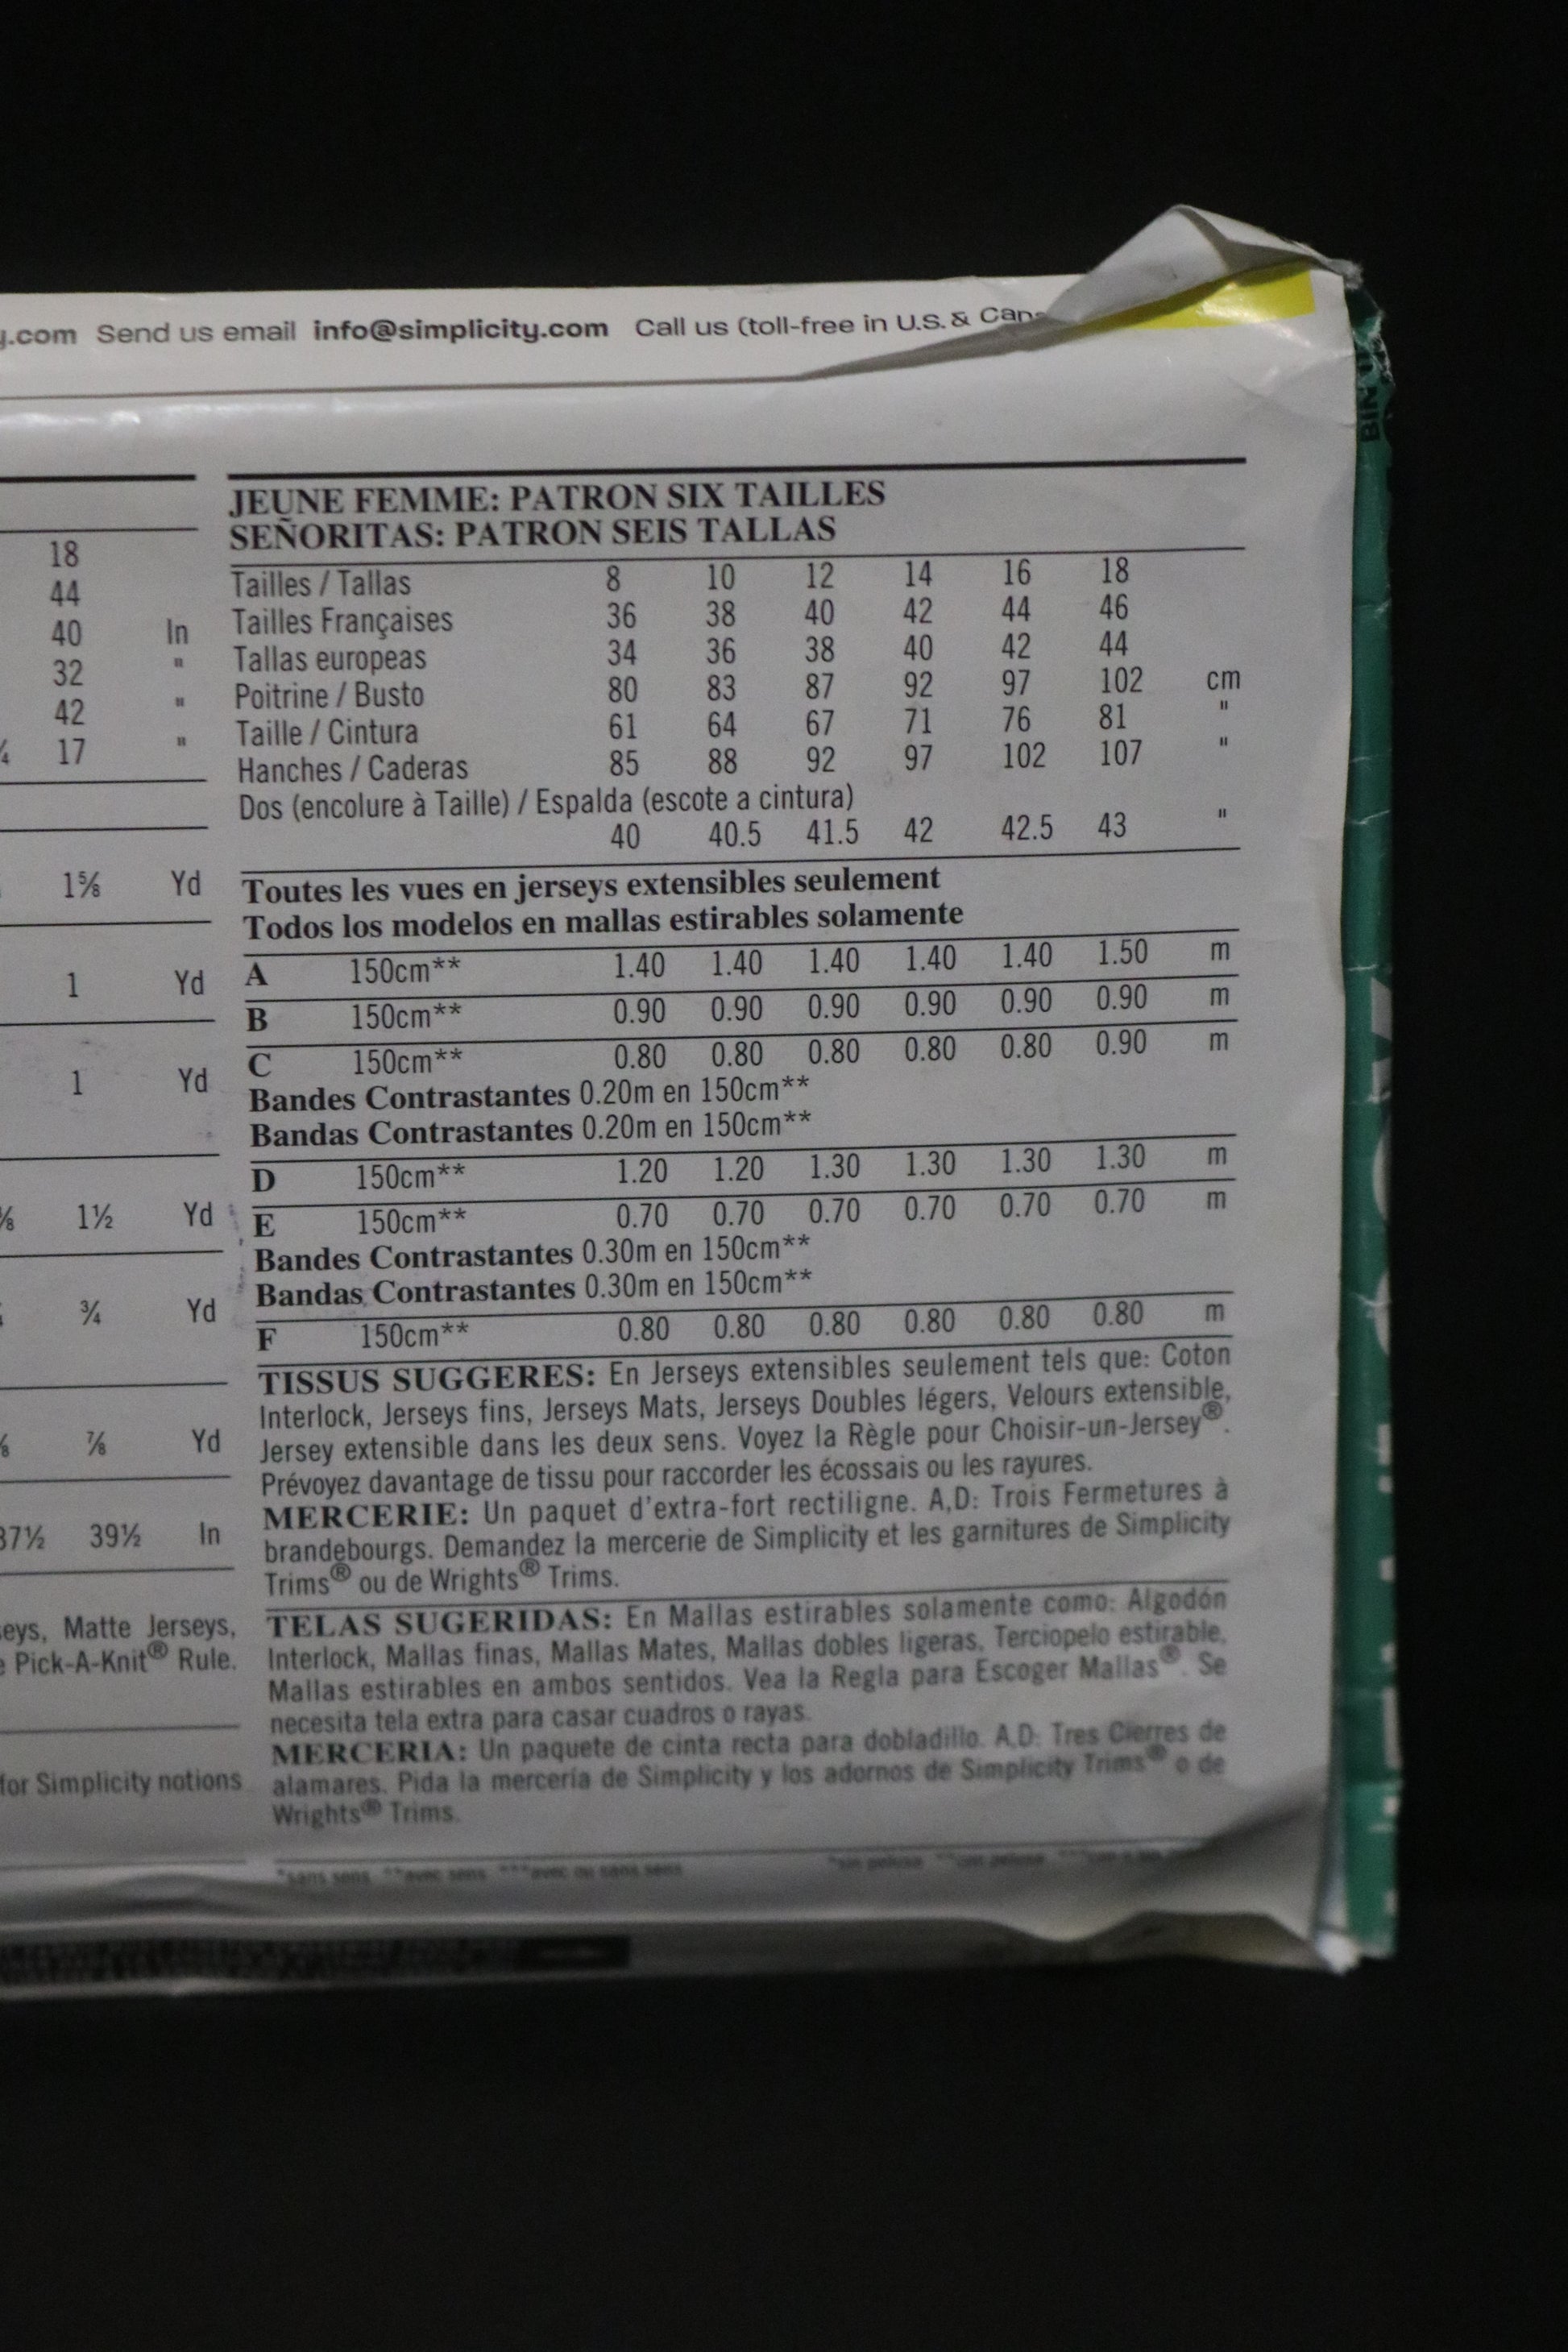 y.com Send us email info@simplicity.com Call us (toll-free in U.S. & Can
18
44
40 In
32 "
42 "
¼ 17 "
1⅝ Yd
1 Yd
1 Yd
⅜ 1½ Yd
¾ Yd
⅞ Yd
37½ 39½ In
seys, Matte Jerseys,
e Pick-A-Knit® Rule.
for Simplicity notions
JEUNE FEMME: PATRON SIX TAILLES
SEÑORITAS: PATRON SEIS TALLAS
Tailles / Tallas 8 10 12 14 16 18
Tailles Françaises 36 38 40 42 44 46
Tallas europeas 34 36 38 40 42 44
Poitrine / Busto 80 83 87 92 97 102 cm
Taille / Cintura 61 64 67 71 76 81 "
Hanches / Caderas 85 88 92 97 102 107 "
Dos (encolure à Taille) / Espalda (escote a cintura)
40 40.5 41.5 42 42.5 43 "
Toutes les vues en jerseys extensibles seulement
Todos los modelos en mallas estirables solamente
A 150cm** 1.40 1.40 1.40 1.40 1.40 1.50 m
B 150cm** 0.90 0.90 0.90 0.90 0.90 0.90 m
C 150cm** 0.80 0.80 0.80 0.80 0.80 0.90 m
Bandes Contrastantes 0.20m en 150cm**
Bandas Contrastantes 0.20m en 150cm**
D 150cm** 1.20 1.20 1.30 1.30 1.30 1.30 m
E 150cm** 0.70 0.70 0.70 0.70 0.70 0.70 m
Bandes Contrastantes 0.30m en 150cm**
Bandas Contrastantes 0.30m en 150cm**
F 150cm** 0.80 0.80 0.80 0.80 0.80 0.80 m
TISSUS SUGGERES: En Jerseys extensibles seulement tels que: Coton
Interlock, Jerseys fins, Jerseys Mats, Jerseys Doubles légers, Velours extensible,
Jersey extensible dans les deux sens. Voyez la Règle pour Choisir-un-Jersey®.
Prévoyez davantage de tissu pour raccorder les écossais ou les rayures.
MERCERIE: Un paquet d'extra-fort rectiligne. A,D: Trois Fermetures à
brandebourgs. Demandez la mercerie de Simplicity et les garnitures de Simplicity
Trims® ou de Wrights® Trims.
TELAS SUGERIDAS: En Mallas estirables solamente como: Algodón
Interlock, Mallas finas, Mallas Mates, Mallas dobles ligeras, Terciopelo estirable,
Mallas estirables en ambos sentidos. Vea la Regla para Escoger Mallas®. Se
necesita tela extra para casar cuadros o rayas.
MERCERIA: Un paquete de cinta recta para dobladillo. A,D: Tres Cierres de
alamares. Pida la mercería de Simplicity y los adornos de Simplicity Trims® o de
Wrights® Trims.
*sans sens **avec sens ***avec ou sans sens *sin pelusa **con pelusa
BIN